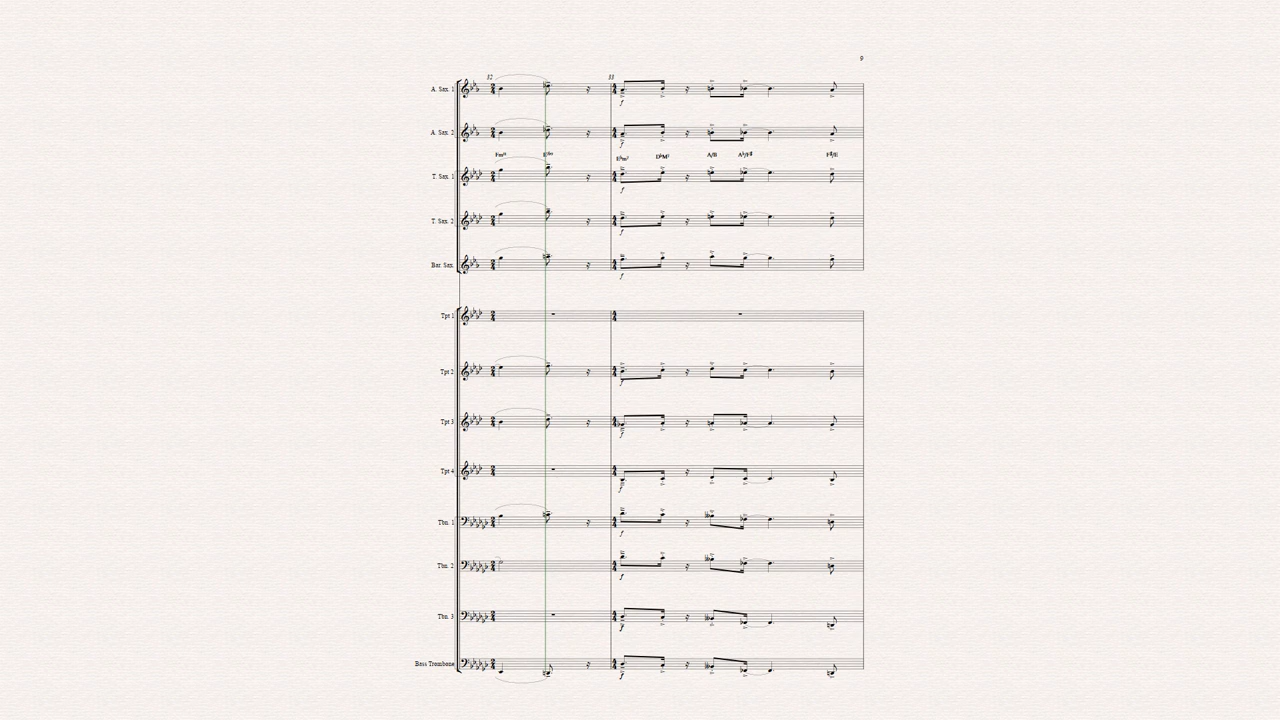 9
32 33
A. Sax. 1
f
A. Sax. 2
f
A/B
T. Sax. 1
f
T. Sax. 2
f
Bar. Sax.
f
Tpt 1
Tpt 2
f
Tpt 3
f
Tpt 4
f
Tbn. 1
f
Tbn. 2
f
Tbn. 3
f
Bass Trombone
f